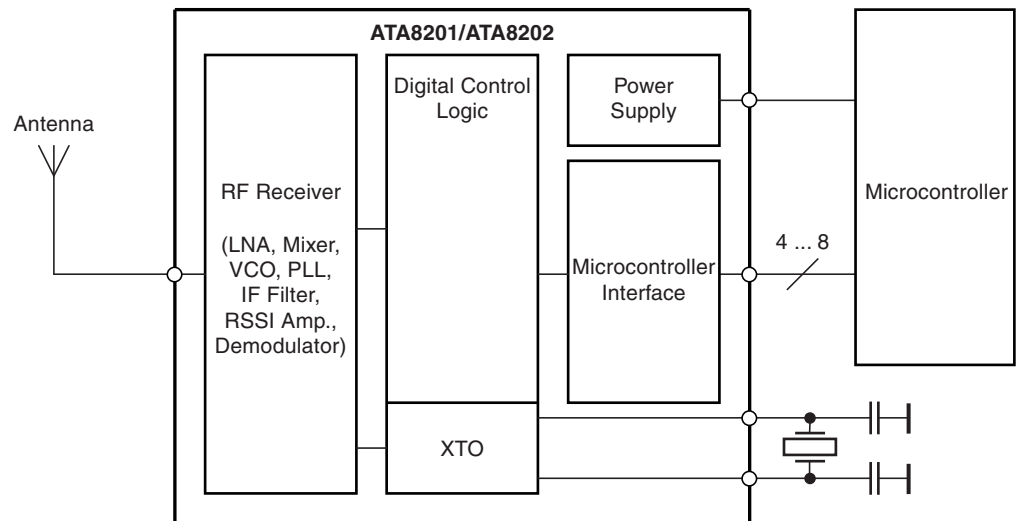 ATA8201/ATA8202
Antenna
RF Receiver
(LNA, Mixer,
VCO, PLL,
IF Filter,
RSSI Amp.,
Demodulator)
Digital Control
Logic
XTO
Power
Supply
Microcontroller
Interface
4 ... 8
Microcontroller